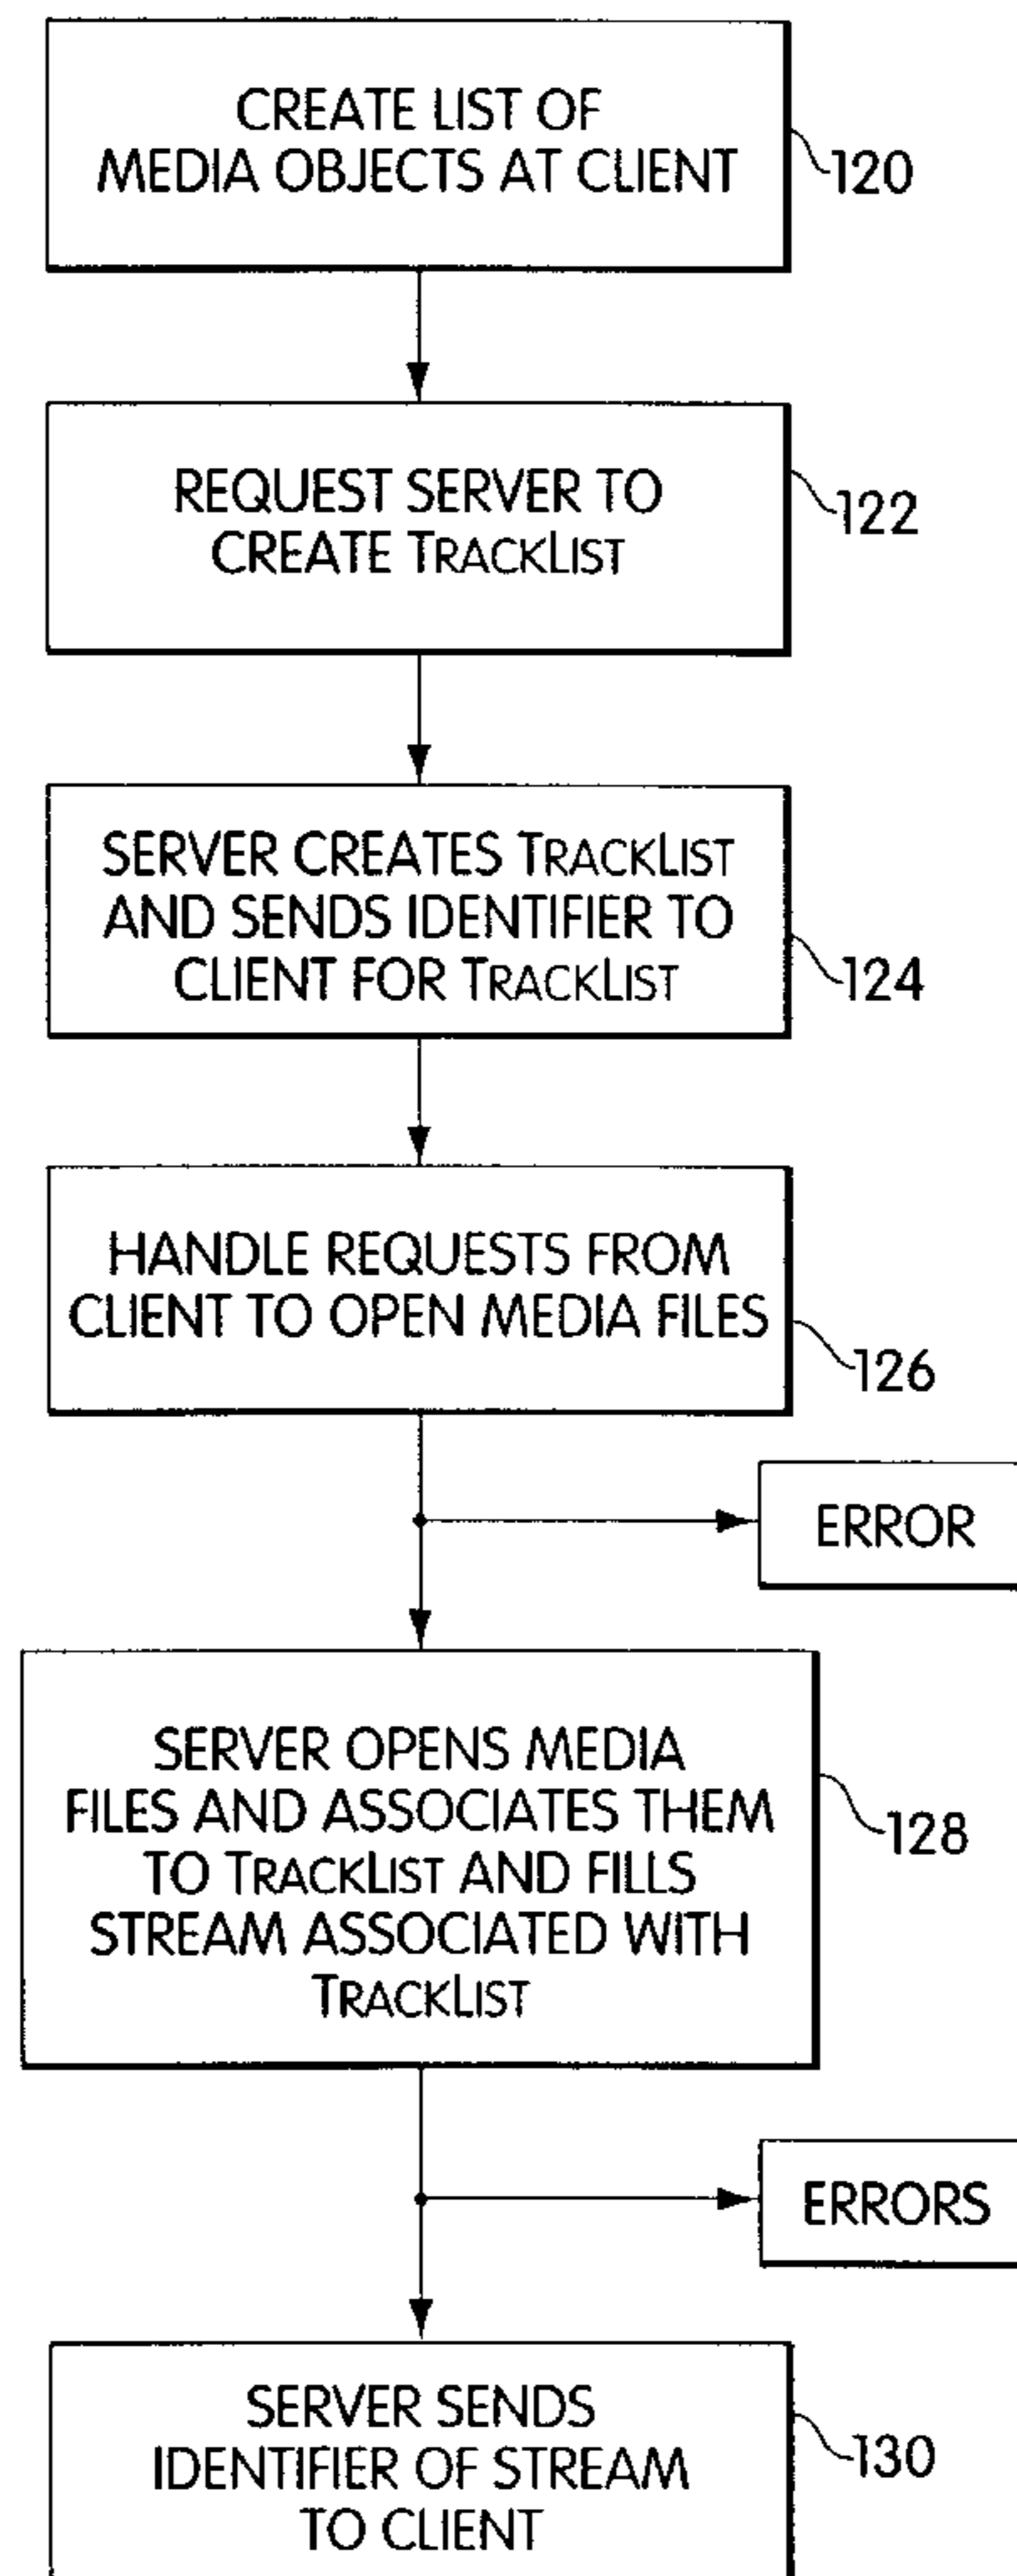 CREATE LIST OF
MEDIA OBJECTS AT CLIENT
120
REQUEST SERVER TO
CREATE TRACKLIST
122
SERVER CREATES TRACKLIST
AND SENDS IDENTIFIER TO
CLIENT FOR TRACKLIST
124
HANDLE REQUESTS FROM
CLIENT TO OPEN MEDIA FILES
126
ERROR
SERVER OPENS MEDIA
FILES AND ASSOCIATES THEM
TO TRACKLIST AND FILLS
STREAM ASSOCIATED WITH
TRACKLIST
128
ERRORS
SERVER SENDS
IDENTIFIER OF STREAM
TO CLIENT
130